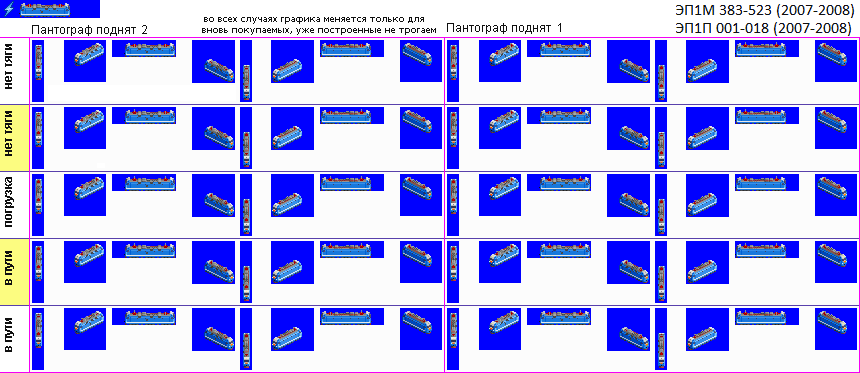 Пантограф поднят 2
во всех случаях графика меняется только для
вновь покупаемых, уже построенные не трогаем
Пантограф поднят 1
ЭП1М 383-523 (2007-2008)
ЭП1П 001-018 (2007-2008)
нет тяги
нет тяги
погрузка
в пути
в пути